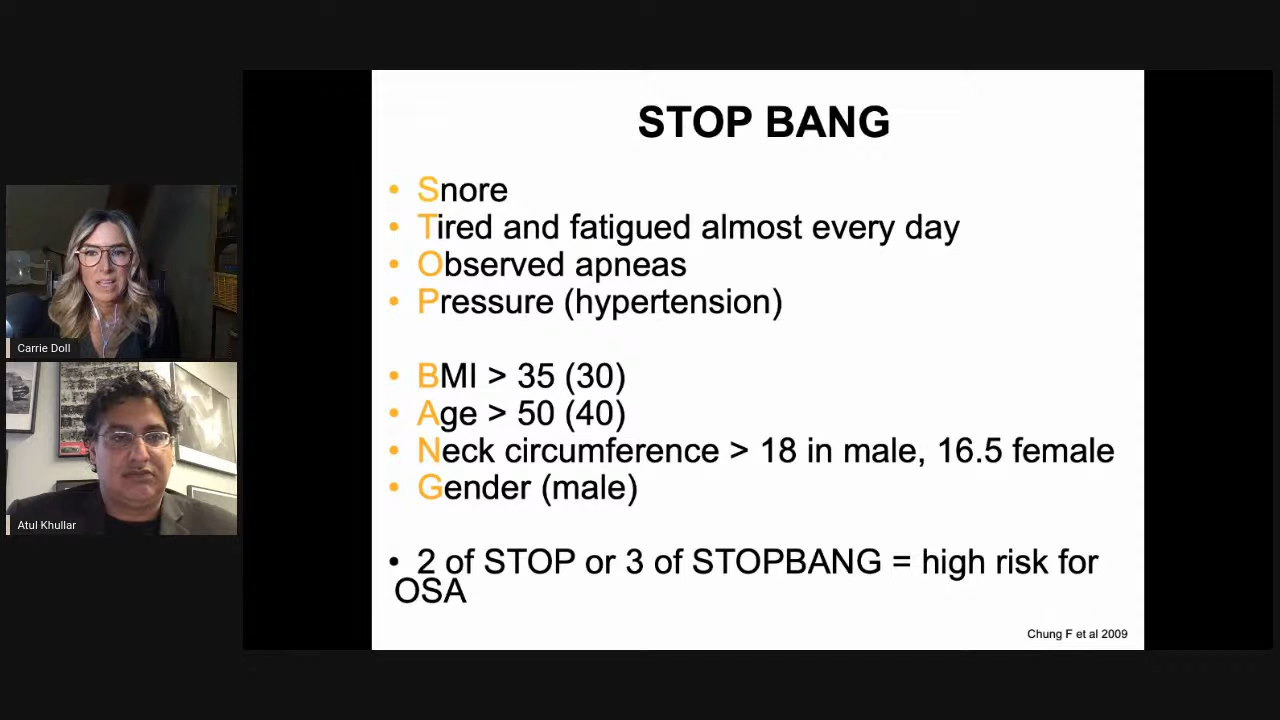 STOP BANG
• Snore
• Tired and fatigued almost every day
• Observed apneas
• Pressure (hypertension)
• BMI > 35 (30)
• Age > 50 (40)
• Neck circumference > 18 in male, 16.5 female
• Gender (male)
• 2 of STOP or 3 of STOPBANG = high risk for
OSA
Chung F et al 2009
Carrie Doll
Atul Khullar